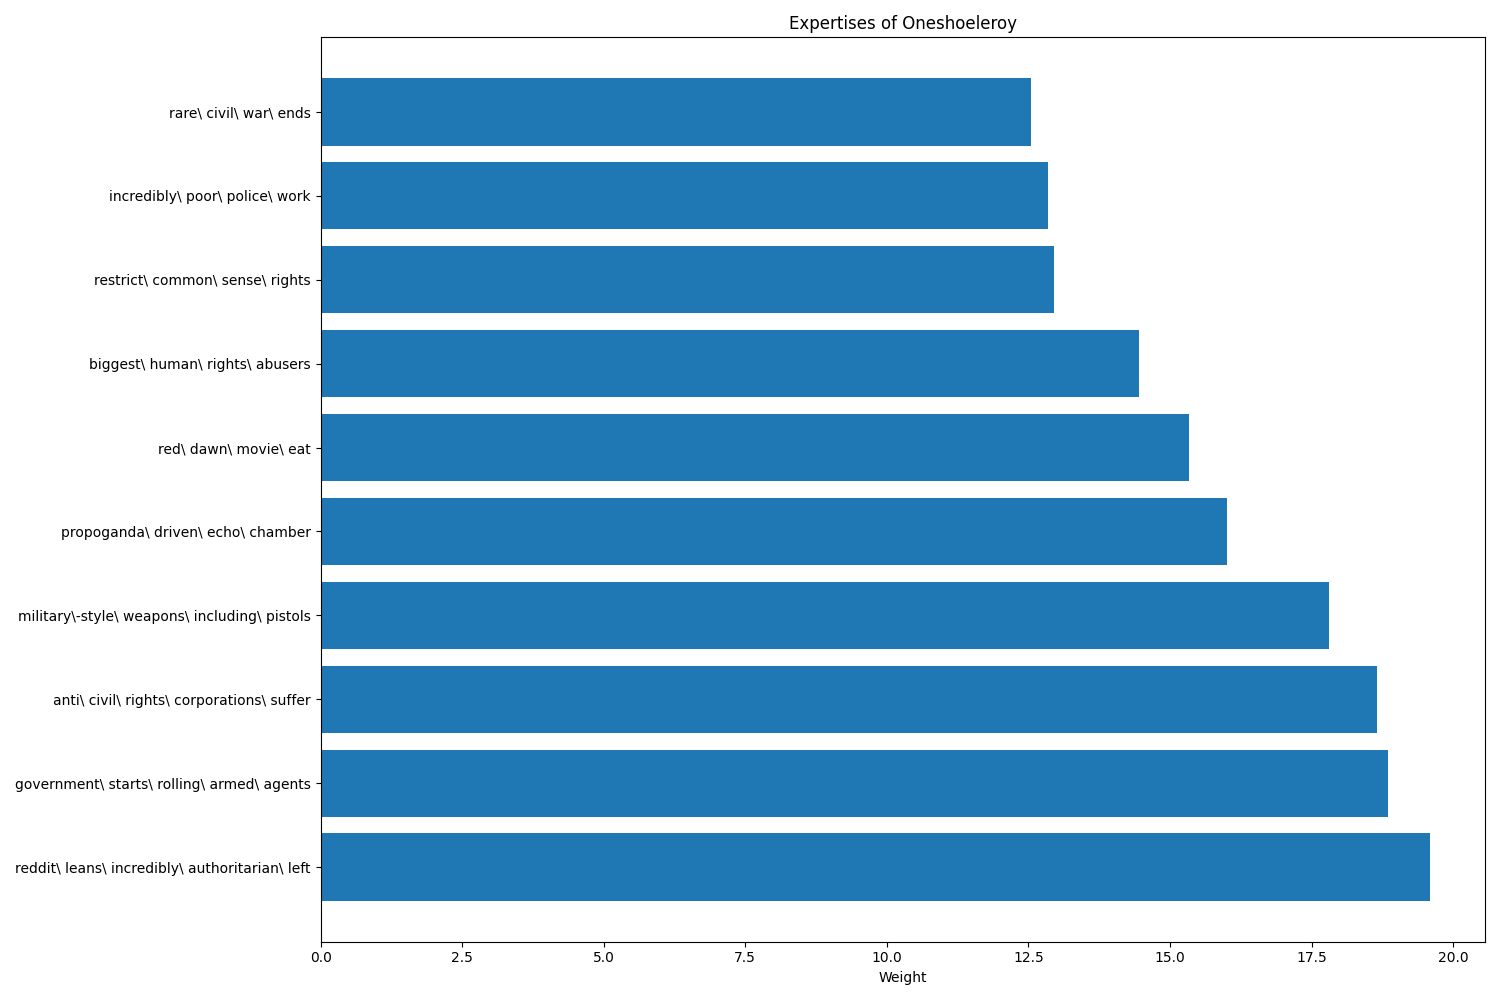 Expertises of Oneshoeleroy
rare\ civil\ war\ ends
incredibly\ poor\ police\ work
restrict\ common\ sense\ rights
biggest\ human\ rights\ abusers
red\ dawn\ movie\ eat
propoganda\ driven\ echo\ chamber
military\-style\ weapons\ including\ pistols
anti\ civil\ rights\ corporations\ suffer
government\ starts\ rolling\ armed\ agents
reddit\ leans\ incredibly\ authoritarian\ left
0.0 2.5 5.0 7.5 10.0 12.5 15.0 17.5 20.0
Weight